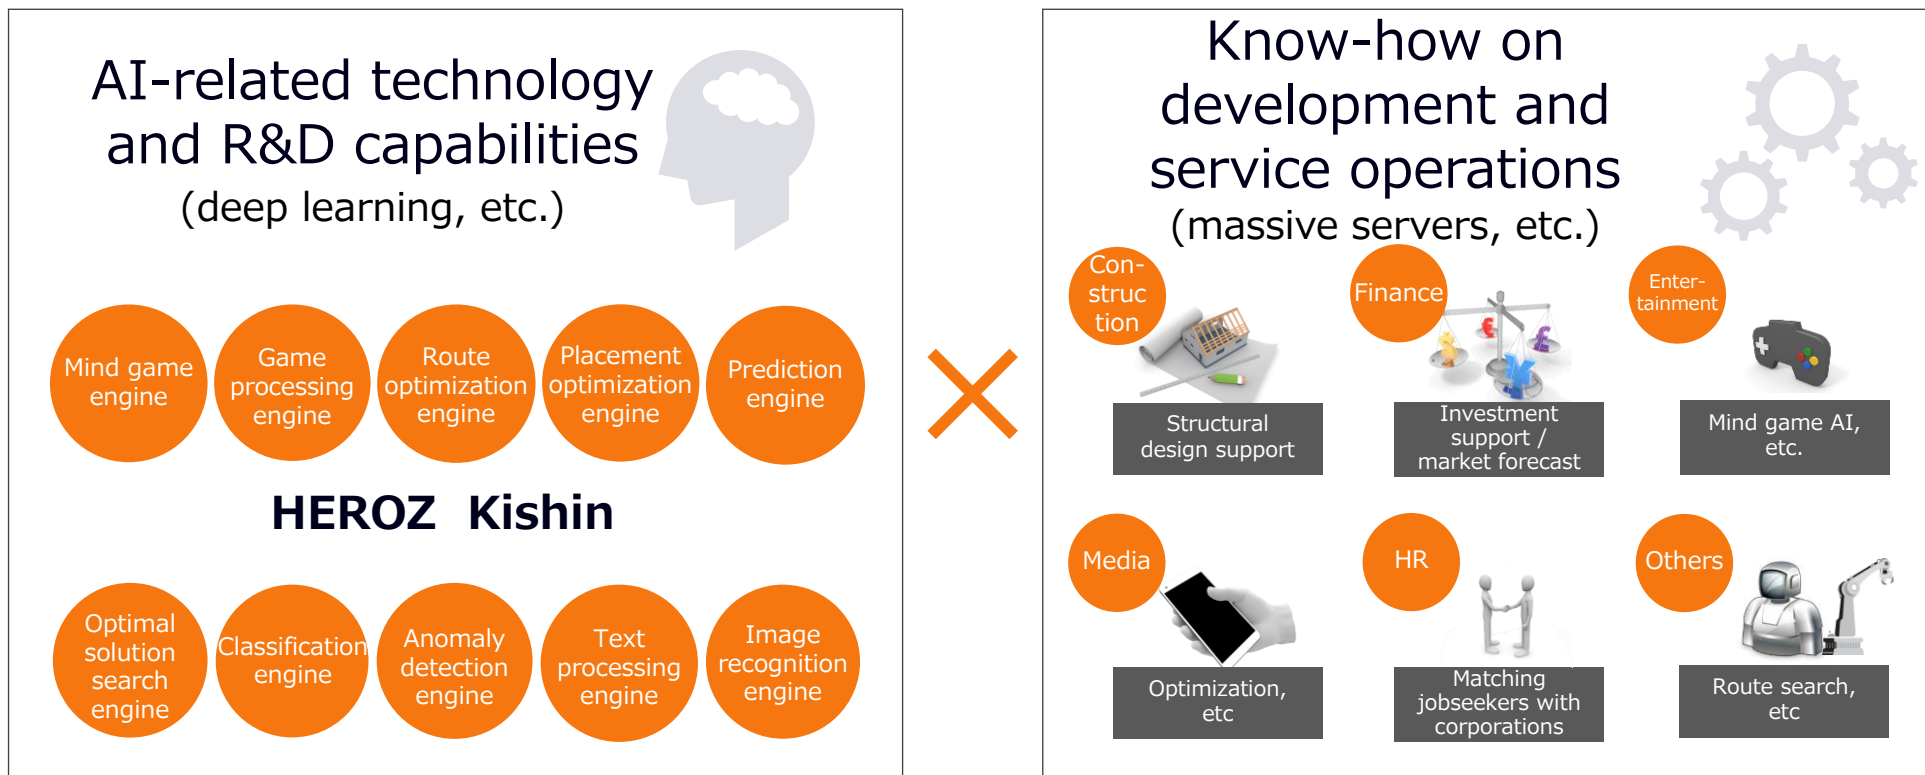 AI-related technology
and R&D capabilities
(deep learning, etc.)
Mind game
engine
Game
processing
engine
Route
optimization
engine
Placement
optimization
engine
Prediction
engine
HEROZ Kishin
Optimal
solution
search
engine
Classification
engine
Anomaly
detection
engine
Text
processing
engine
Image
recognition
engine
Know-how on
development and
service operations
(massive servers, etc.)
Con-
struc
tion
Structural
design support
Finance
Investment
support /
market forecast
Enter-
tainment
Mind game AI,
etc.
Media
Optimization,
etc
HR
Matching
jobseekers with
corporations
Others
Route search,
etc